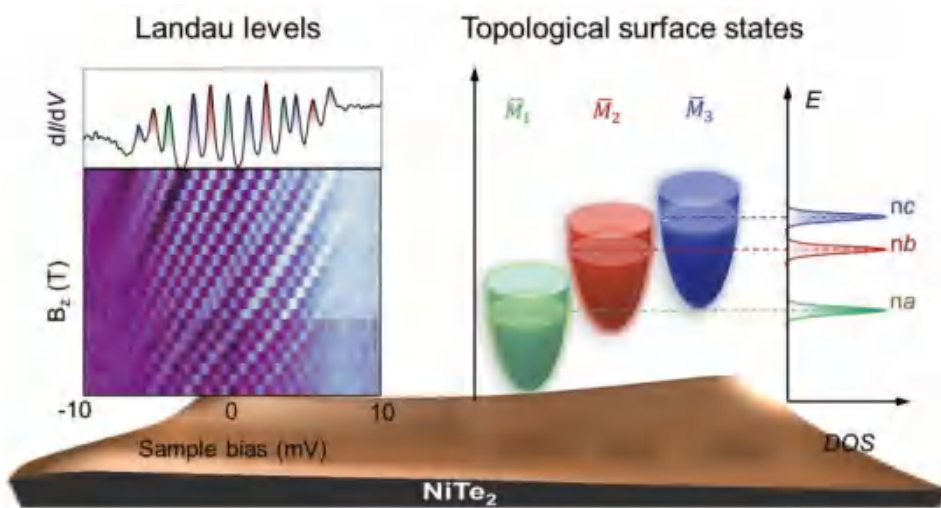 Landau levels
Topological surface states
dI/dV
B_z (T)
-10
0
10
Sample bias (mV)
M̅₁
M̅₂
M̅₃
E
nc
nb
na
DOS
NiTe₂